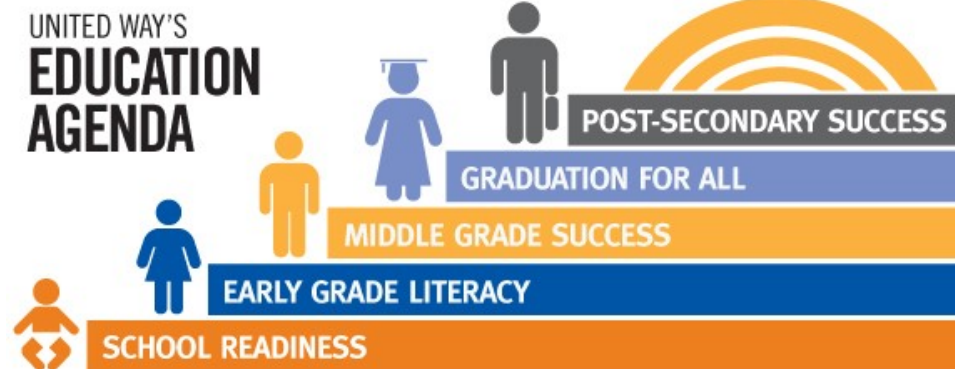 UNITED WAY'S
EDUCATION
AGENDA
POST-SECONDARY SUCCESS
GRADUATION FOR ALL
MIDDLE GRADE SUCCESS
EARLY GRADE LITERACY
SCHOOL READINESS